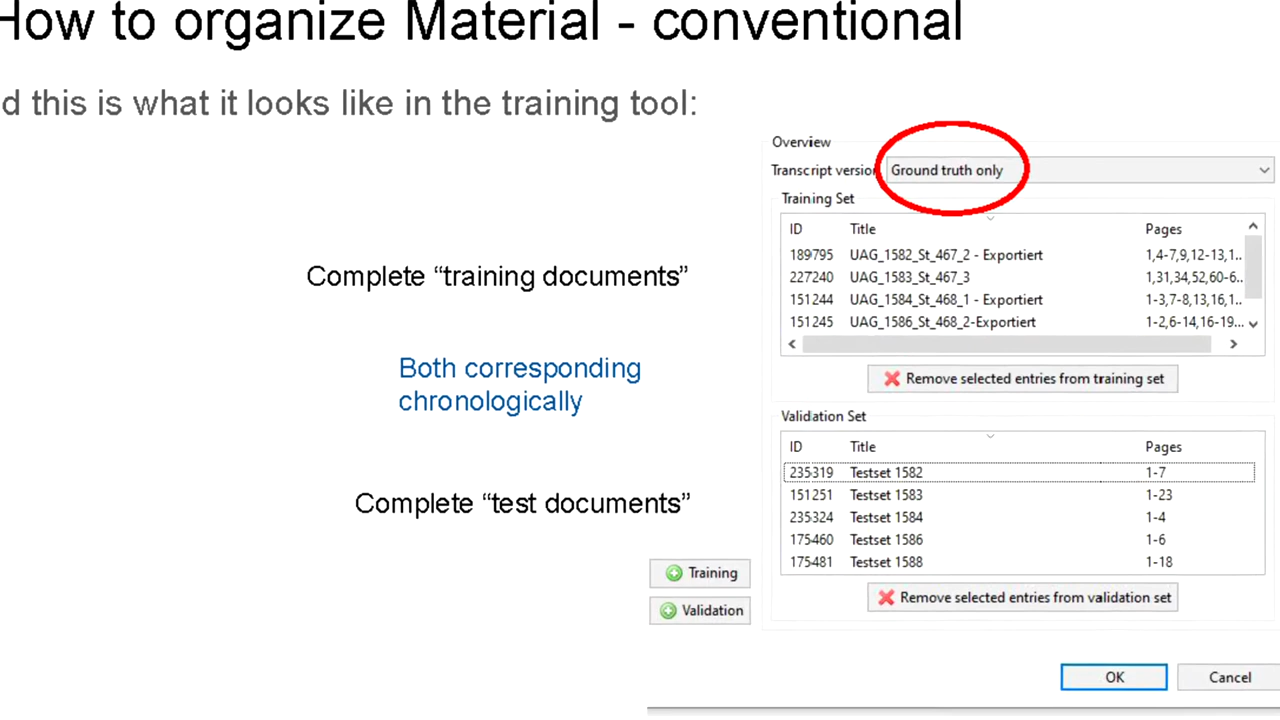 How to organize Material - conventional
d this is what it looks like in the training tool:
Overview
Transcript version Ground truth only
Training Set
ID Title Pages
189795 UAG_1582_St_467_2 - Exportiert 1,4-7,9,12-13,1..
227240 UAG_1583_St_467_3 1,31,34,52,60-6..
151244 UAG_1584_St_468_1 - Exportiert 1-3,7-8,13,16,1..
151245 UAG_1586_St_468_2-Exportiert 1-2,6-14,16-19...
Remove selected entries from training set
Complete “training documents”
Both corresponding
chronologically
Complete “test documents”
Validation Set
ID Title Pages
235319 Testset 1582 1-7
151251 Testset 1583 1-23
235324 Testset 1584 1-4
175460 Testset 1586 1-6
175481 Testset 1588 1-18
Remove selected entries from validation set
Training
Validation
OK Cancel